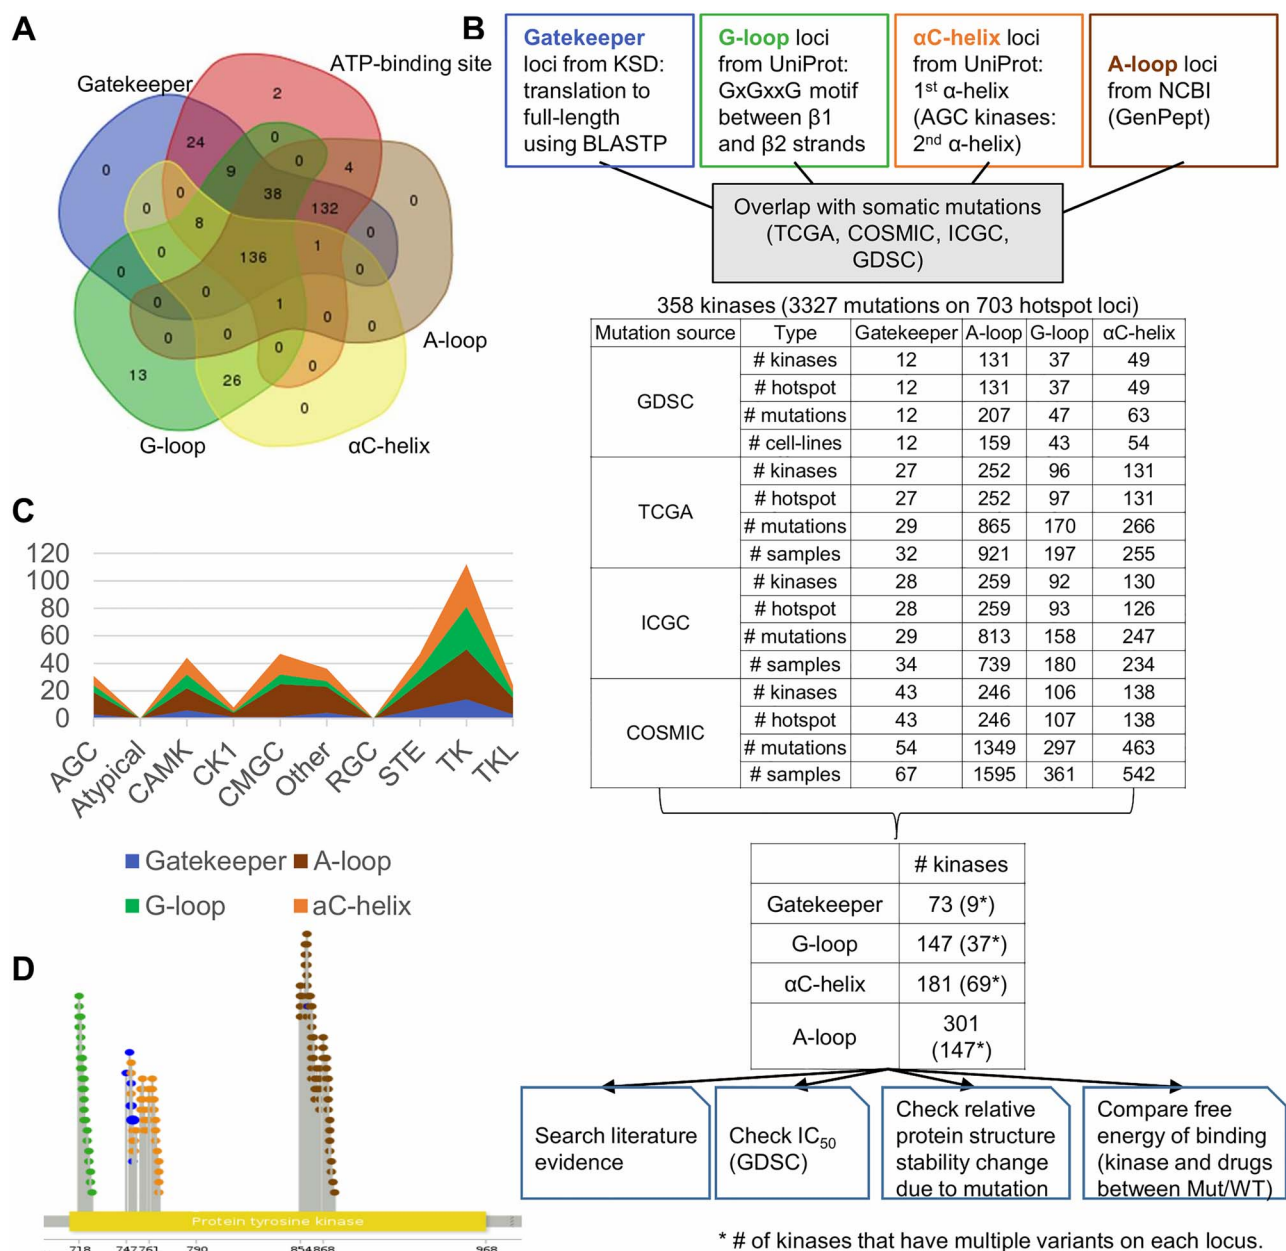 A
Gatekeeper
ATP-binding site
2
24
0
0
0
9
4
38
132
0
0
0
8
136
1
0
0
0
0
0
0
0
1
0
0
0
0
0
0
13
26
0
G-loop
αC-helix
A-loop
B
Gatekeeper
loci from KSD:
translation to
full-length
using BLASTP
G-loop loci
from UniProt:
GxGxxG motif
between β1
and β2 strands
αC-helix loci
from UniProt:
1st α-helix
(AGC kinases:
2nd α-helix)
A-loop loci
from NCBI
(GenPept)
Overlap with somatic mutations
(TCGA, COSMIC, ICGC,
GDSC)
358 kinases (3327 mutations on 703 hotspot loci)
Mutation source Type Gatekeeper A-loop G-loop αC-helix
GDSC
# kinases 12 131 37 49
# hotspot 12 131 37 49
# mutations 12 207 47 63
# cell-lines 12 159 43 54
TCGA
# kinases 27 252 96 131
# hotspot 27 252 97 131
# mutations 29 865 170 266
# samples 32 921 197 255
ICGC
# kinases 28 259 92 130
# hotspot 28 259 93 126
# mutations 29 813 158 247
# samples 34 739 180 234
COSMIC
# kinases 43 246 106 138
# hotspot 43 246 107 138
# mutations 54 1349 297 463
# samples 67 1595 361 542
# kinases
Gatekeeper 73 (9*)
G-loop 147 (37*)
αC-helix 181 (69*)
A-loop 301
(147*)
Search literature
evidence
Check IC50
(GDSC)
Check relative
protein structure
stability change
due to mutation
Compare free
energy of binding
(kinase and drugs
between Mut/WT)
* # of kinases that have multiple variants on each locus.
C
120
100
80
60
40
20
0
AGC
Atypical
CAMK
CK1
CMGC
Other
RGC
STE
TK
TKL
Gatekeeper A-loop
G-loop aC-helix
D
Protein tyrosine kinase
718 747 761 790 854 868 968